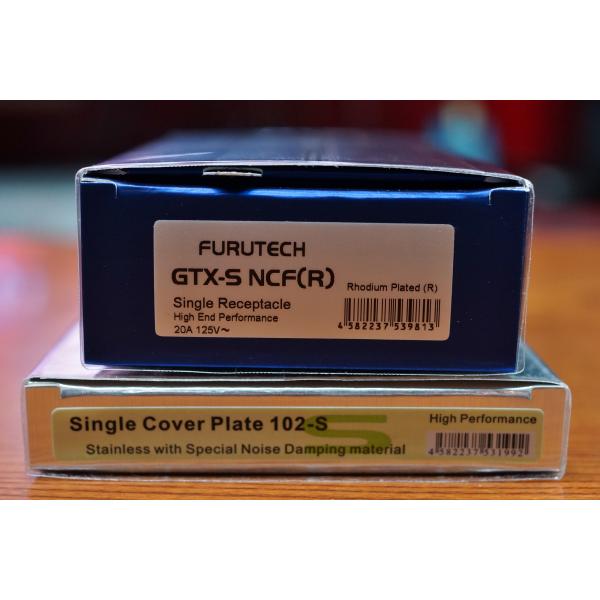 FURUTECH
GTX-S NCF(R)
Rhodium Plated (R)
Single Receptacle
High End Performance
20A 125V~
4 582237 539813
Single Cover Plate 102-S
High Performance
Stainless with Special Noise Damping material
4 582237 531992